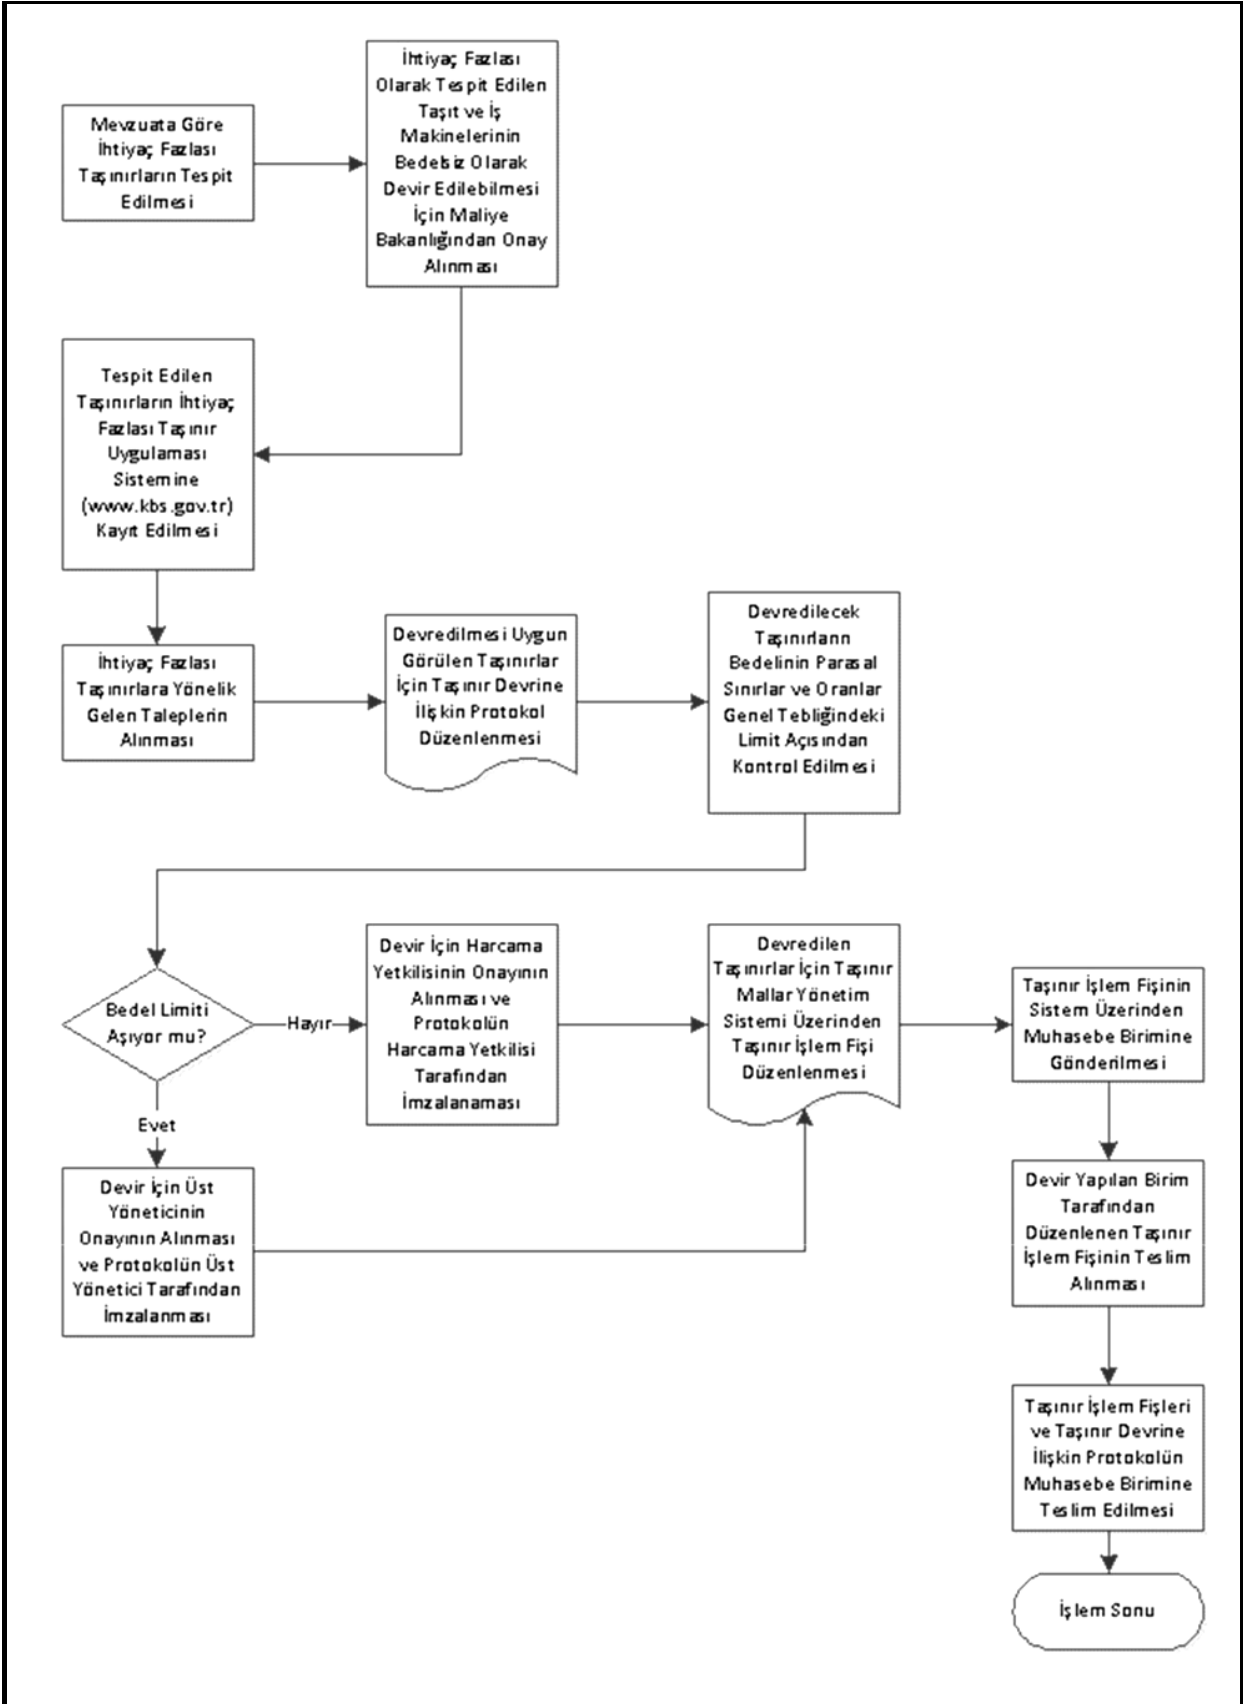 Mevzuata Göre
İhtiyaç Fazlası
Taşınırların Tespit
Edilmesi
İhtiyaç Fazlası
Olarak Tespit Edilen
Taşıt ve İş
Makinelerinin
Bedelsiz Olarak
Devir Edilebilmesi
İçin Maliye
Bakanlığından Onay
Alınması
Tespit Edilen
Taşınırların İhtiyaç
Fazlası Taşınır
Uygulaması
Sistemine
(www.kbs.gov.tr)
Kayıt Edilmesi
İhtiyaç Fazlası
Taşınırlara Yönelik
Gelen Taleplerin
Alınması
Devredilmesi Uygun
Görülen Taşınırlar
İçin Taşınır Devrine
İlişkin Protokol
Düzenlenmesi
Devredilecek
Taşınırların
Bedelinin Parasal
Sınırlar ve Oranlar
Genel Tebliğindeki
Limit Açısından
Kontrol Edilmesi
Bedel Limiti
Aşıyor mu?
Hayır
Evet
Devir İçin Harcama
Yetkilisinin Onayının
Alınması ve
Protokolün
Harcama Yetkilisi
Tarafından
İmzalanaması
Devir İçin Üst
Yöneticinin
Onayının Alınması
ve Protokolün Üst
Yönetici Tarafından
İmzalanması
Devredilen
Taşınırlar İçin Taşınır
Mallar Yönetim
Sistemi Üzerinden
Taşınır İşlem Fişi
Düzenlenmesi
Taşınır İşlem Fişinin
Sistem Üzerinden
Muhasebe Birimine
Gönderilmesi
Devir Yapılan Birim
Tarafından
Düzenlenen Taşınır
İşlem Fişinin Teslim
Alınması
Taşınır İşlem Fişleri
ve Taşınır Devrine
İlişkin Protokolün
Muhasebe Birimine
Teslim Edilmesi
İşlem Sonu